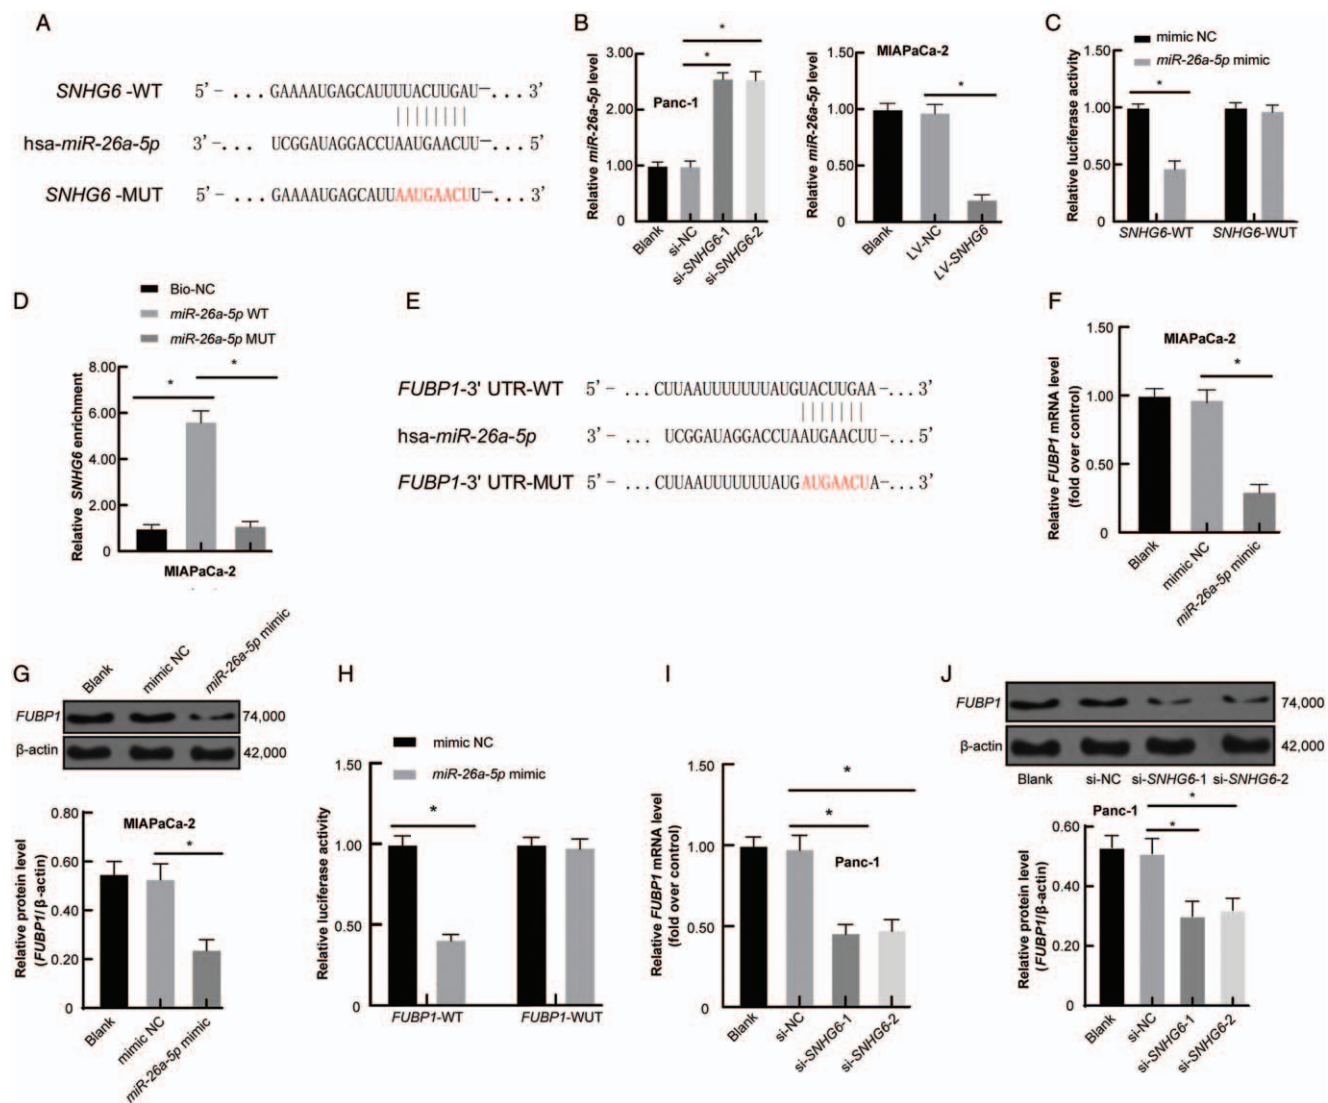 A
SNHG6 -WT 5' - ... GAAAAUGAGCAUUUUACUUGAU—... 3'
hsa-miR-26a-5p 3' -... UCGGAUAGGACCUAAUGAACUU—... 5'
SNHG6 -MUT 5' - ... GAAAAUGAGCAUUAAUGAACUU—... 3'
B
Relative miR-26a-5p level
3.00
2.00
1.00
0
Panc-1
*
*
Blank
si-NC
si-SNHG6-1
si-SNHG6-2
Relative miR-26a-5p level
1.50
1.00
0.50
0
MIAPaCa-2
*
Blank
LV-NC
LV-SNHG6
C
mimic NC
miR-26a-5p mimic
Relative luciferase activity
1.50
1.00
0.50
0
*
SNHG6-WT
SNHG6-WUT
D
Bio-NC
miR-26a-5p WT
miR-26a-5p MUT
Relative SNHG6 enrichment
8.00
6.00
4.00
2.00
0
*
*
MIAPaCa-2
E
FUBP1-3' UTR-WT 5' - ... CUUAAUUUUUUUAUGUACUUGAA-... 3'
hsa-miR-26a-5p 3' - ... UCGGAUAGGACCUAAUGAACUU-... 5'
FUBP1-3' UTR-MUT 5' - ... CUUAAUUUUUUUAUGAUGAACUA-... 3'
F
Relative FUBP1 mRNA level
(fold over control)
1.50
1.00
0.50
0
MIAPaCa-2
*
Blank
mimic NC
miR-26a-5p mimic
G
Blank
mimic NC
miR-26a-5p mimic
FUBP1 74,000
β-actin 42,000
Relative protein level
(FUBP1/β-actin)
0.80
0.60
0.40
0.20
0
MIAPaCa-2
*
Blank
mimic NC
miR-26a-5p mimic
H
mimic NC
miR-26a-5p mimic
Relative luciferase activity
1.50
1.00
0.50
0
*
FUBP1-WT
FUBP1-WUT
I
Relative FUBP1 mRNA level
(fold over control)
1.50
1.00
0.50
0
*
*
Panc-1
Blank
si-NC
si-SNHG6-1
si-SNHG6-2
J
FUBP1 74,000
β-actin 42,000
Blank si-NC si-SNHG6-1 si-SNHG6-2
Relative protein level
(FUBP1/β-actin)
0.60
0.40
0.20
0
Panc-1
*
*
Blank
si-NC
si-SNHG6-1
si-SNHG6-2